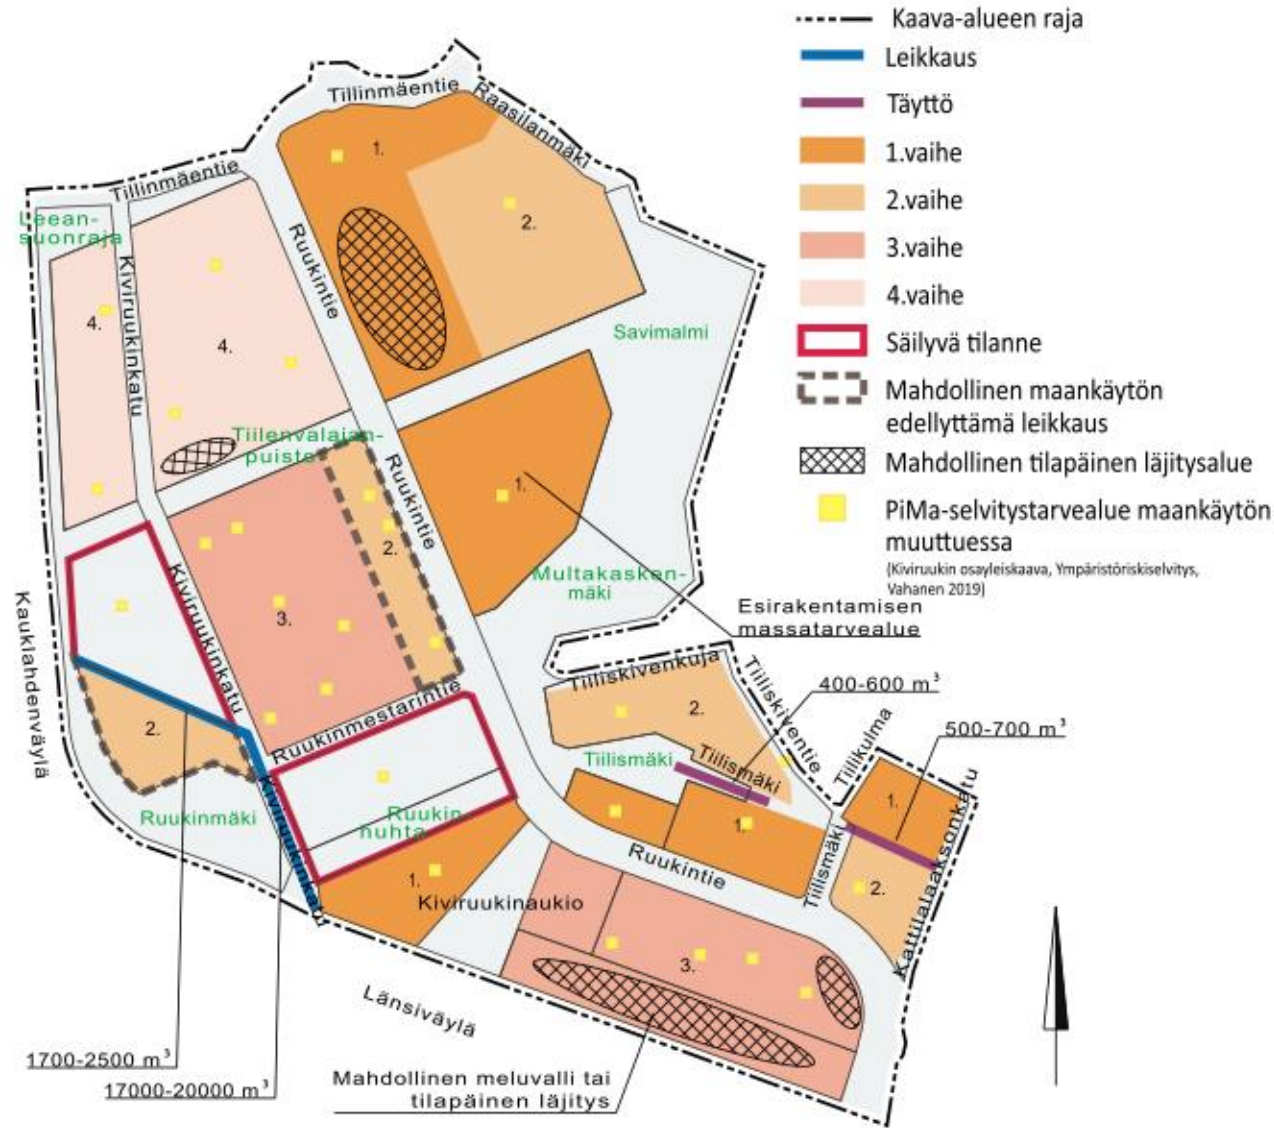 Kaava-alueen raja
Leikkaus
Täyttö
1.vaihe
2.vaihe
3.vaihe
4.vaihe
Säilyvä tilanne
Mahdollinen maankäytön
edellyttämä leikkaus
Mahdollinen tilapäinen läjitysalue
PiMa-selvitystarvealue maankäytön
muuttuessa
(Kiviruukin osayleiskaava, Ympäristöriskiselvitys,
Vahanen 2019)
Tillinmäentie
Raasilanmäki
1.
Tillinmäentie
2.
Leean-
suonraja
Kiviruukinkatu
Ruukintie
4.
4.
Savimalmi
Tiilenvalajan-
puisto
Ruukintie
1.
2.
Multakasken-
mäki
Esirakentamisen
massatarvealue
Kauklahdenväylä
Kiviruukinkatu
3.
Tiiliskivenkuja
Tiiliskiventie
400-600 m³
Ruukinmestarintie
2.
2.
Tiilikulma
500-700 m³
Tiilismäki
Tiilismäki
Kiviruukinkatu
Ruukinmäki
Ruukin
huhta
1.
1.
Tiilismäki
Kattilalaaksonkatu
Ruukintie
2.
1.
Kiviruukinaukio
3.
Länsiväylä
1700-2500 m³
17000-20000 m³
Mahdollinen meluvalli tai
tilapäinen läjitys